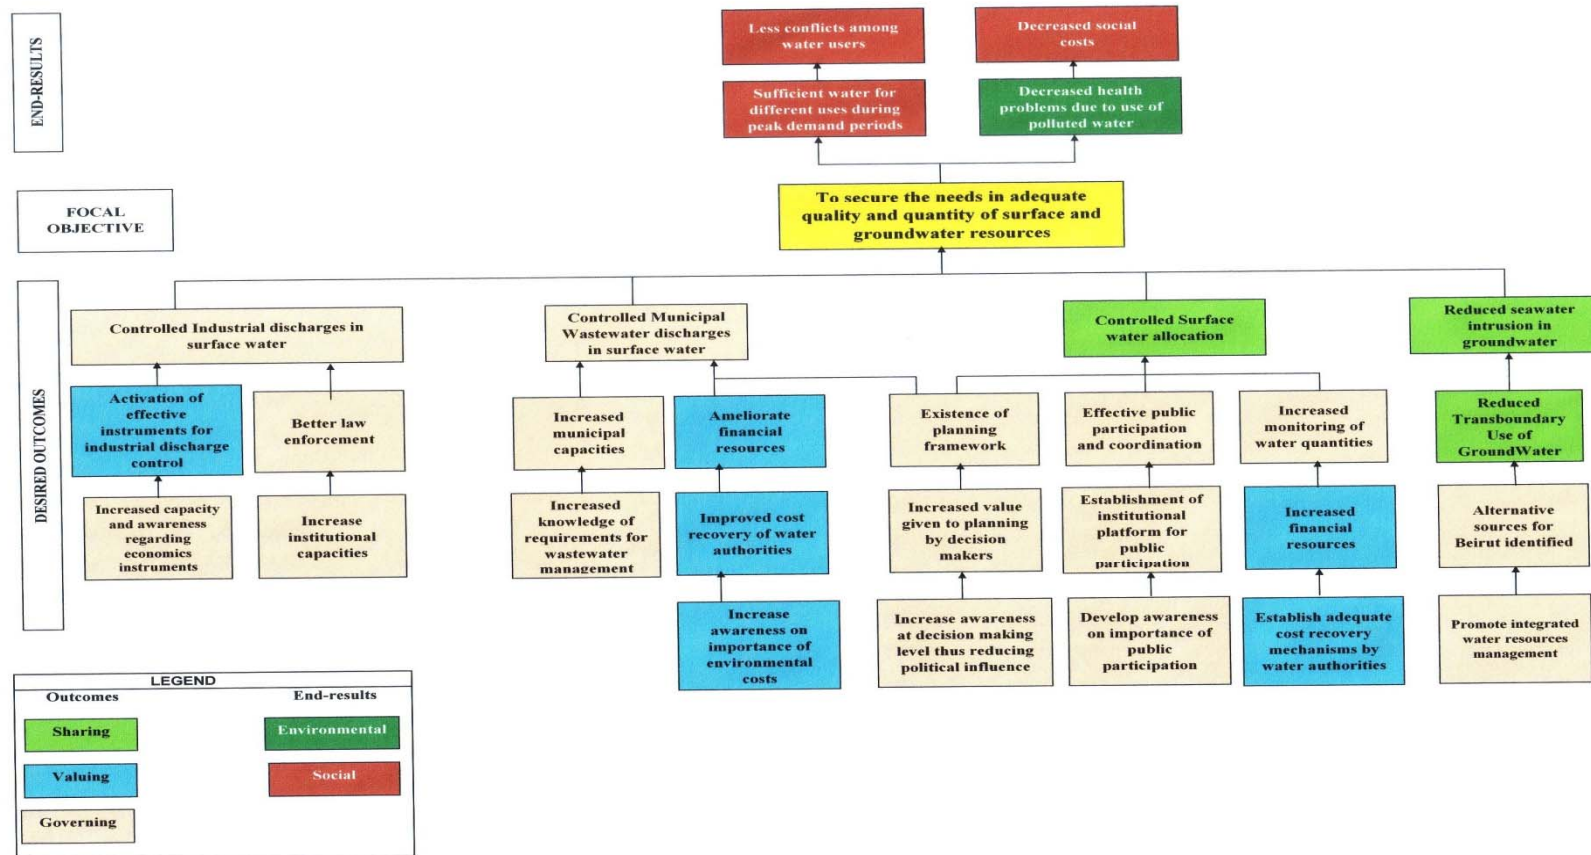 END-RESULTS
Less conflicts among
water users
Decreased social
costs
Sufficient water for
different uses during
peak demand periods
Decreased health
problems due to use of
polluted water
FOCAL
OBJECTIVE
To secure the needs in adequate
quality and quantity of surface and
groundwater resources
DESIRED OUTCOMES
Controlled Industrial discharges in
surface water
Controlled Municipal
Wastewater discharges
in surface water
Controlled Surface
water allocation
Reduced seawater
intrusion in
groundwater
Activation of
effective
instruments for
industrial discharge
control
Better law
enforcement
Increased
municipal
capacities
Ameliorate
financial
resources
Existence of
planning
framework
Effective public
participation
and coordination
Increased
monitoring of
water quantities
Reduced
Transboundary
Use of
GroundWater
Increased capacity
and awareness
regarding
economics
instruments
Increase
institutional
capacities
Increased
knowledge of
requirements for
wastewater
management
Improved cost
recovery of water
authorities
Increased value
given to planning
by decision
makers
Establishment of
institutional
platform for
public
participation
Increased
financial
resources
Alternative
sources for
Beirut identified
Increase
awareness on
importance of
environmental
costs
Increase awareness
at decision making
level thus reducing
political influence
Develop awareness
on importance of
public
participation
Establish adequate
cost recovery
mechanisms by
water authorities
Promote integrated
water resources
management
LEGEND
Outcomes
End-results
Sharing
Environmental
Valuing
Social
Governing